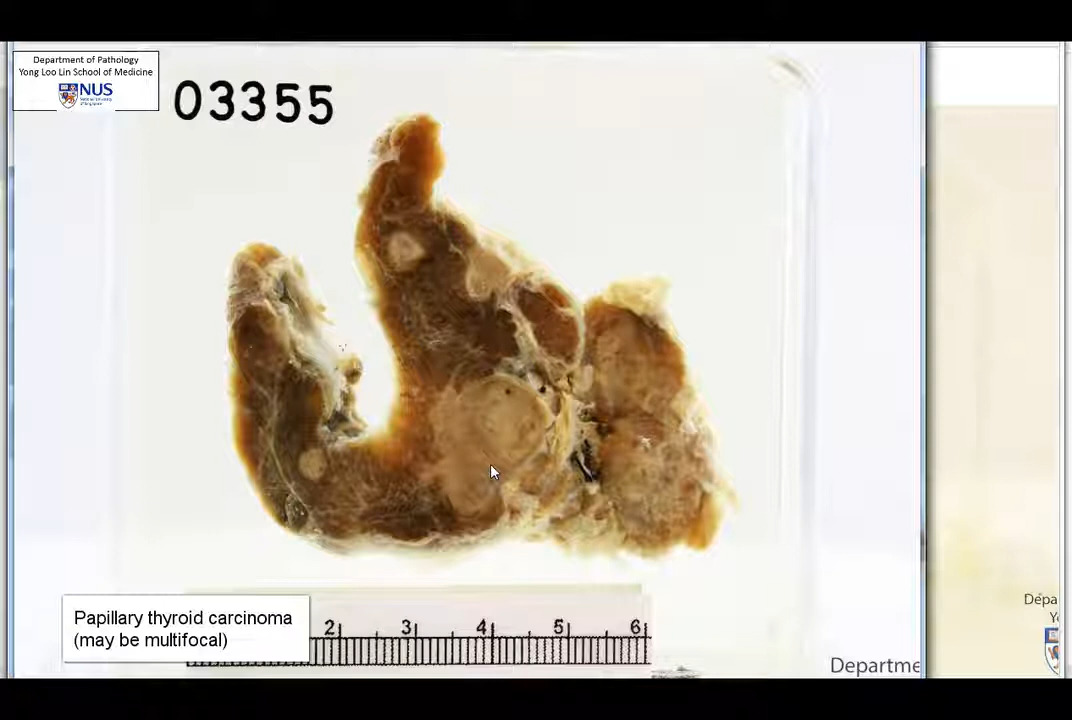 Department of Pathology
Yong Loo Lin School of Medicine
NUS
03355
Papillary thyroid carcinoma
(may be multifocal)
2 3 4 5 6
Departme
Depa